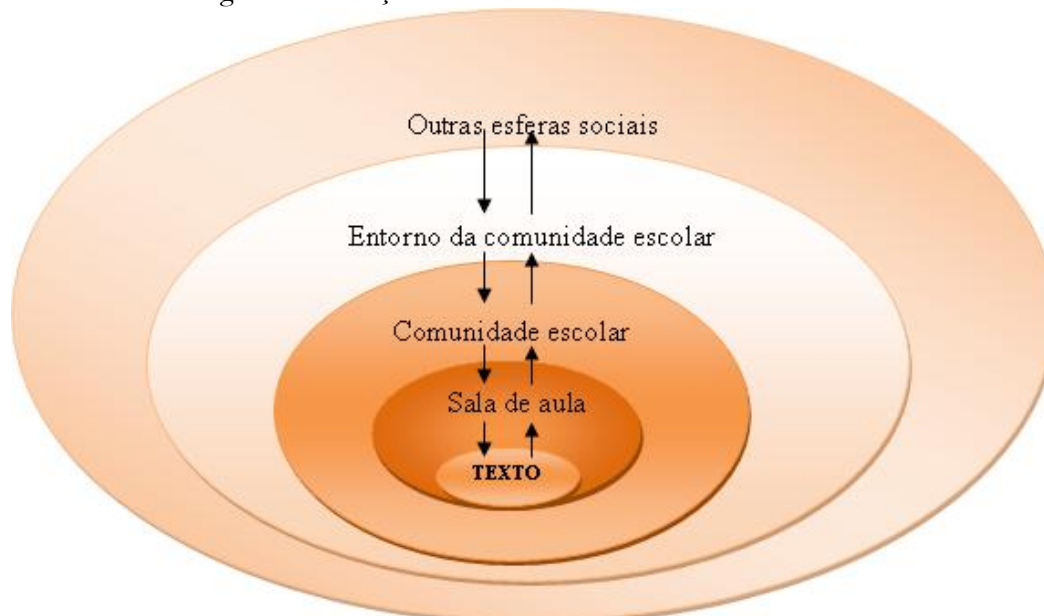 Outras esferas sociais
Entorno da comunidade escolar
Comunidade escolar
Sala de aula
TEXTO